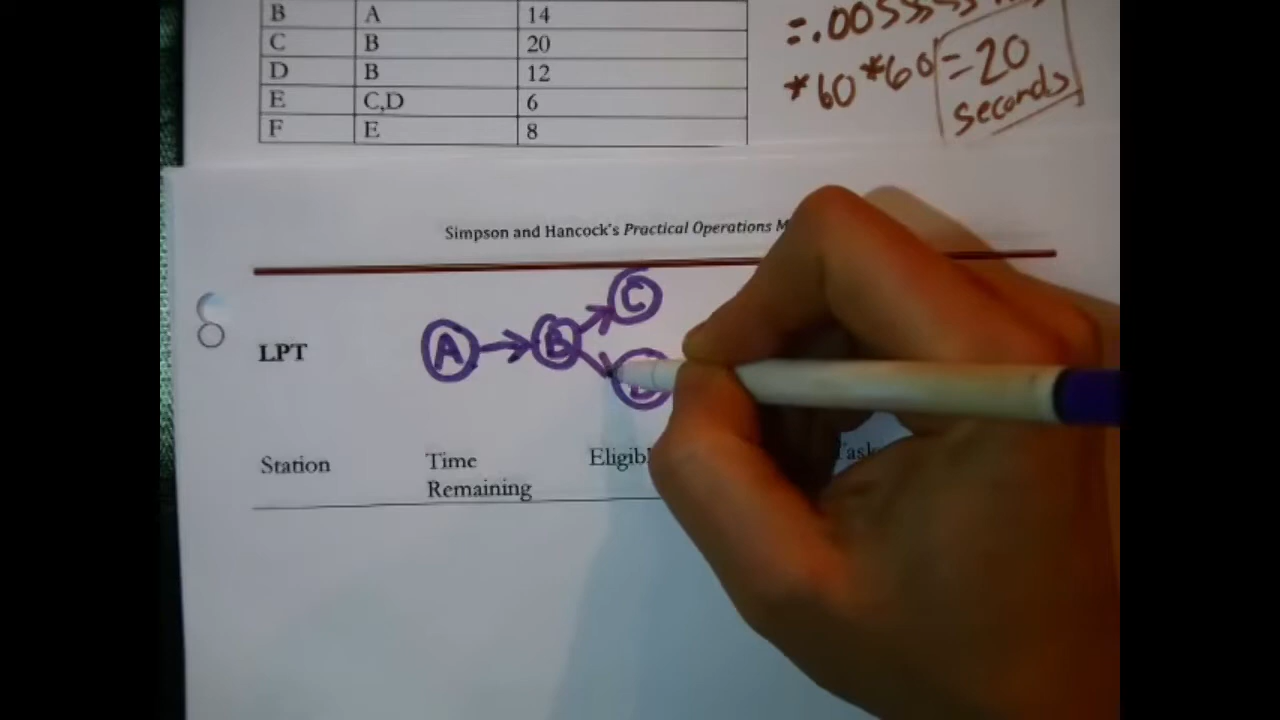 B A 14
C B 20
D B 12
E C,D 6
F E 8
*60 *60 = 20
seconds
Simpson and Hancock's Practical Operations M
LPT
A B C D
Station Time Remaining Eligibl Task